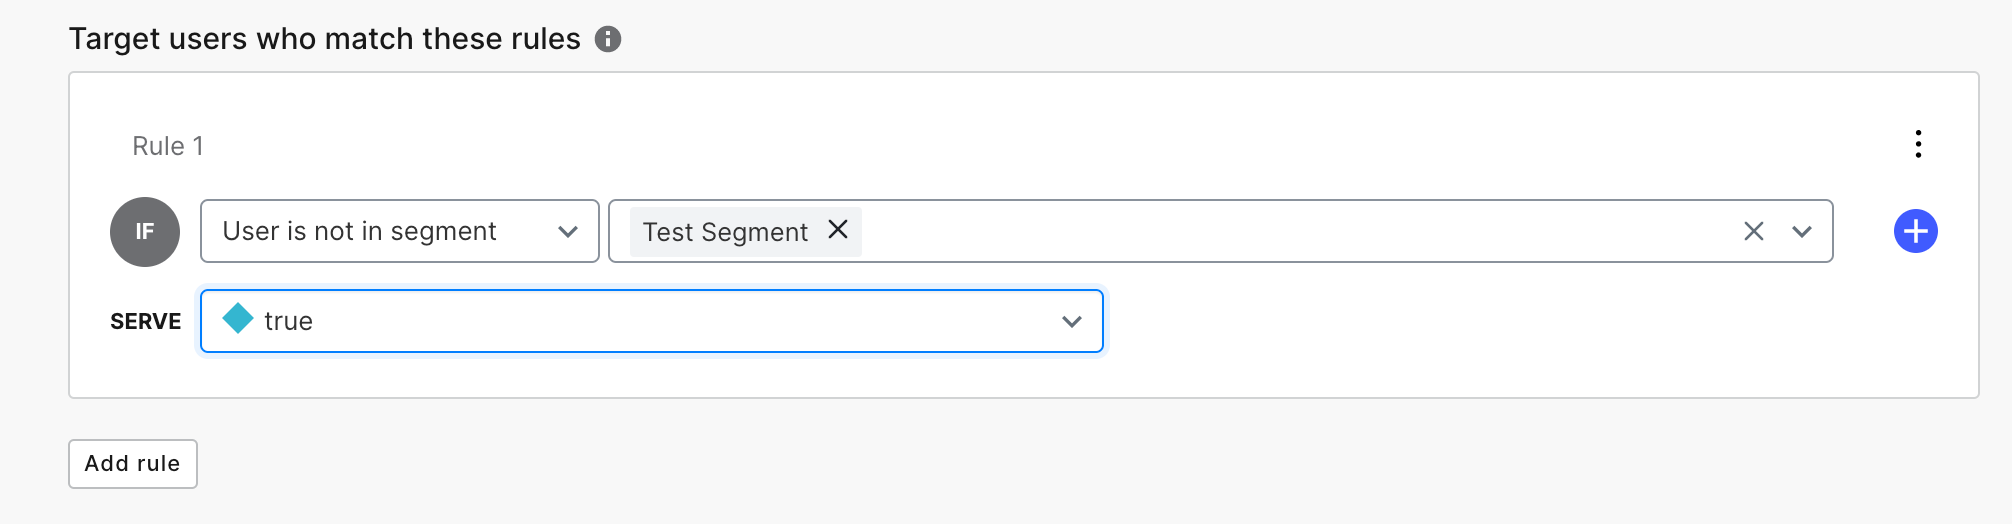 Target users who match these rules
Rule 1
IF User is not in segment Test Segment
SERVE true
Add rule